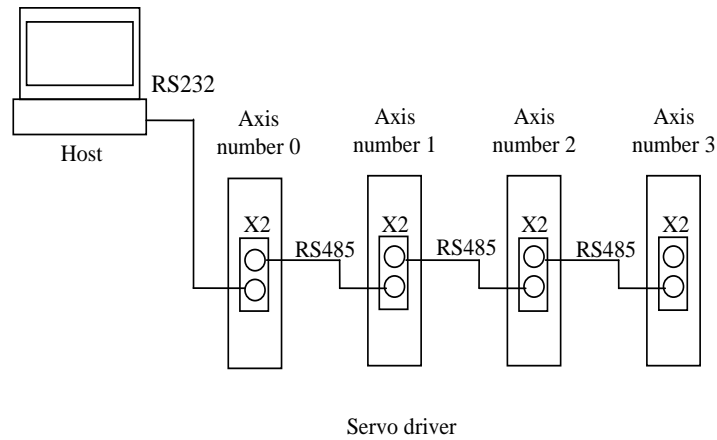 RS232
Host
Axis
number 0
Axis
number 1
Axis
number 2
Axis
number 3
X2
X2
X2
X2
RS485
RS485
RS485
Servo driver